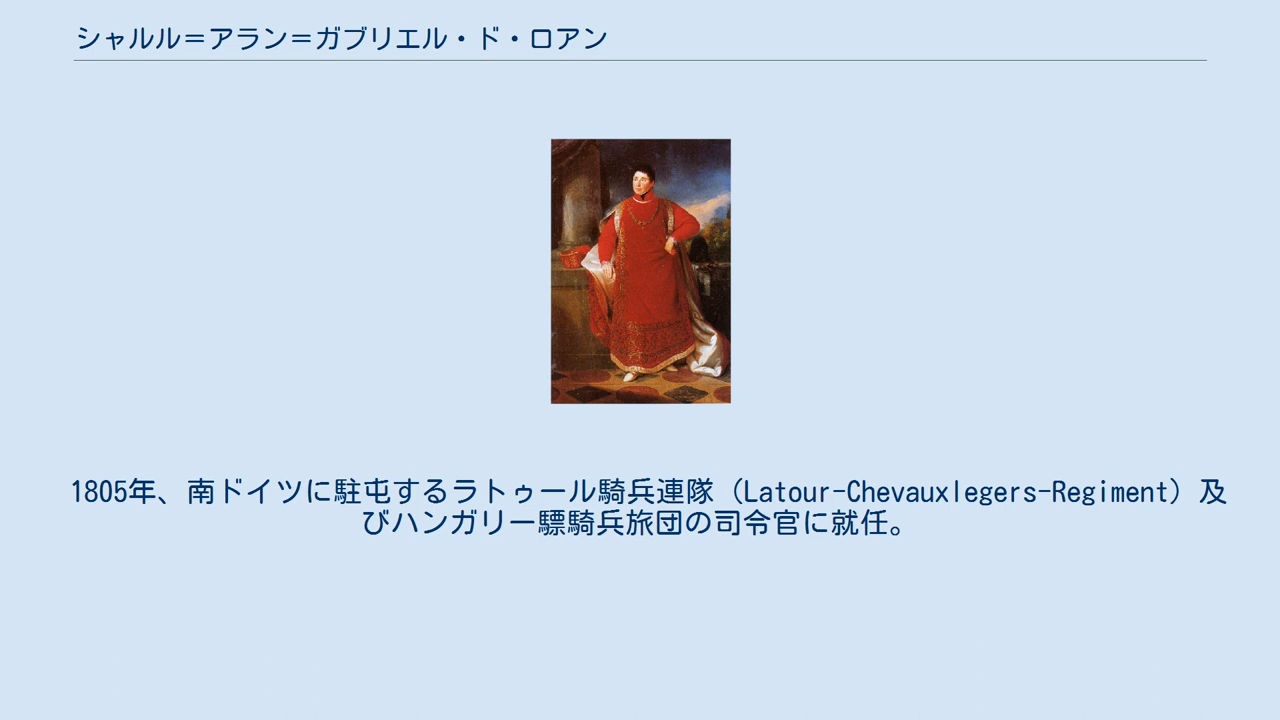 シャルル＝アラン＝ガブリエル・ド・ロアン
1805年、南ドイツに駐屯するラトゥール騎兵連隊（Latour-Chevauxlegers-Regiment）及
びハンガリー驃騎兵旅団の司令官に就任。